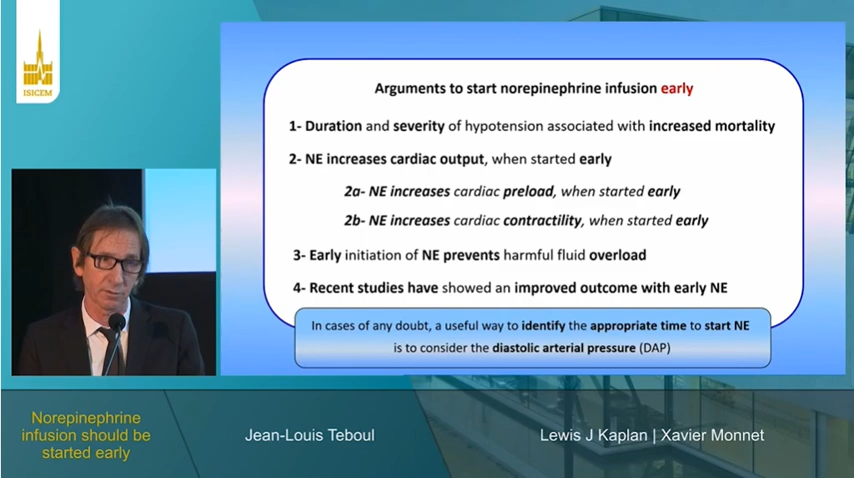 ISICEM
Arguments to start norepinephrine infusion early
1- Duration and severity of hypotension associated with increased mortality
2- NE increases cardiac output, when started early
2a- NE increases cardiac preload, when started early
2b- NE increases cardiac contractility, when started early
3- Early initiation of NE prevents harmful fluid overload
4- Recent studies have showed an improved outcome with early NE
In cases of any doubt, a useful way to identify the appropriate time to start NE
is to consider the diastolic arterial pressure (DAP)
Norepinephrine
infusion should be
started early
Jean-Louis Teboul
Lewis J Kaplan | Xavier Monnet